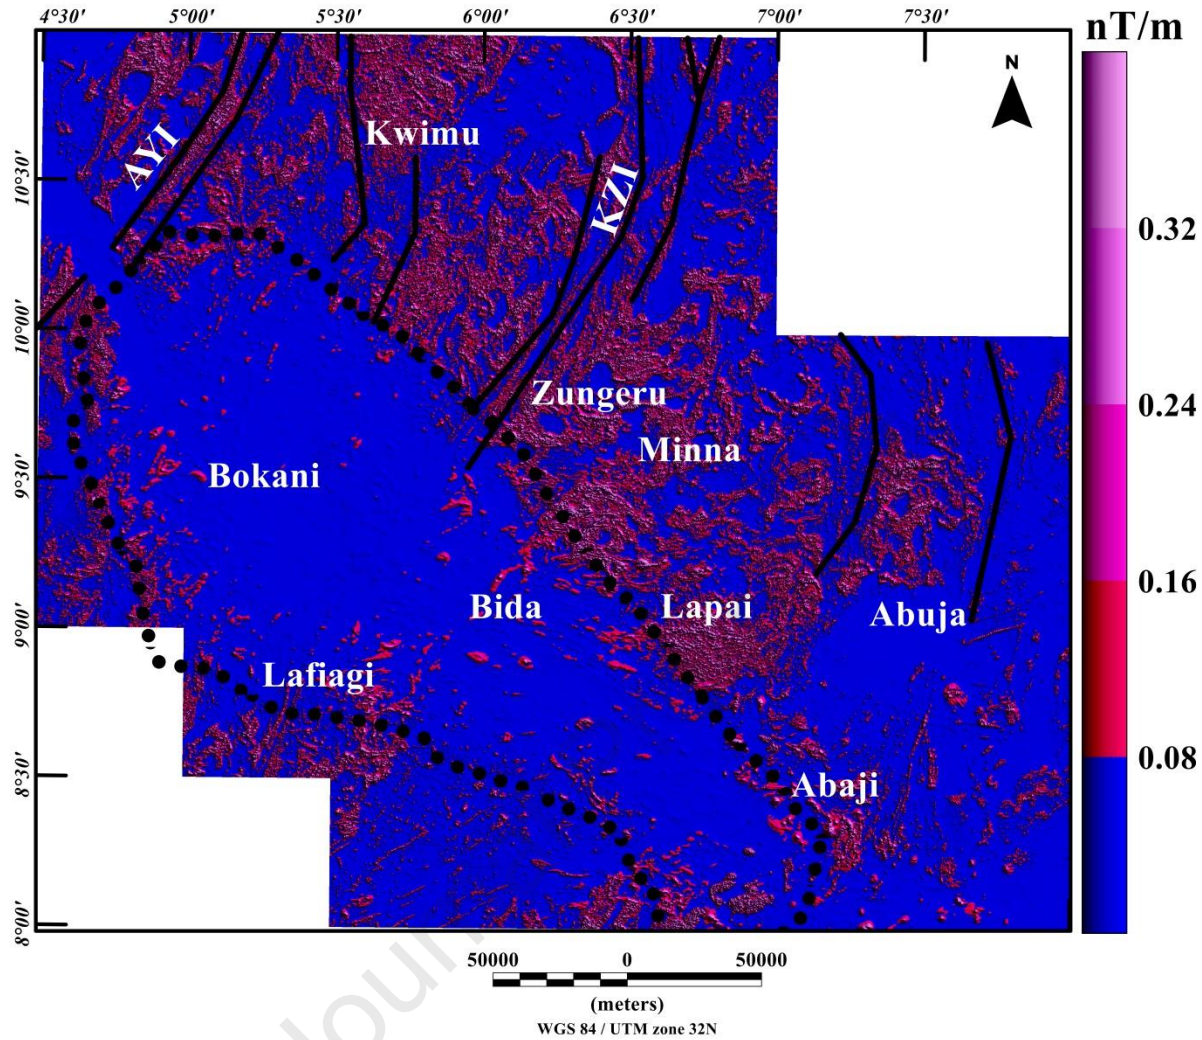 4°30' 5°00' 5°30' 6°00' 6°30' 7°00' 7°30'
nT/m
N
AYI
Kwimu
10°30'
KZI
0.32
10°00'
0.24
Zungeru
Minna
Bokani
9°30'
0.16
Bida
Lapai
Abuja
9°00'
Lafiagi
0.08
8°30'
Abaji
8°00'
50000 0 50000
(meters)
WGS 84 / UTM zone 32N